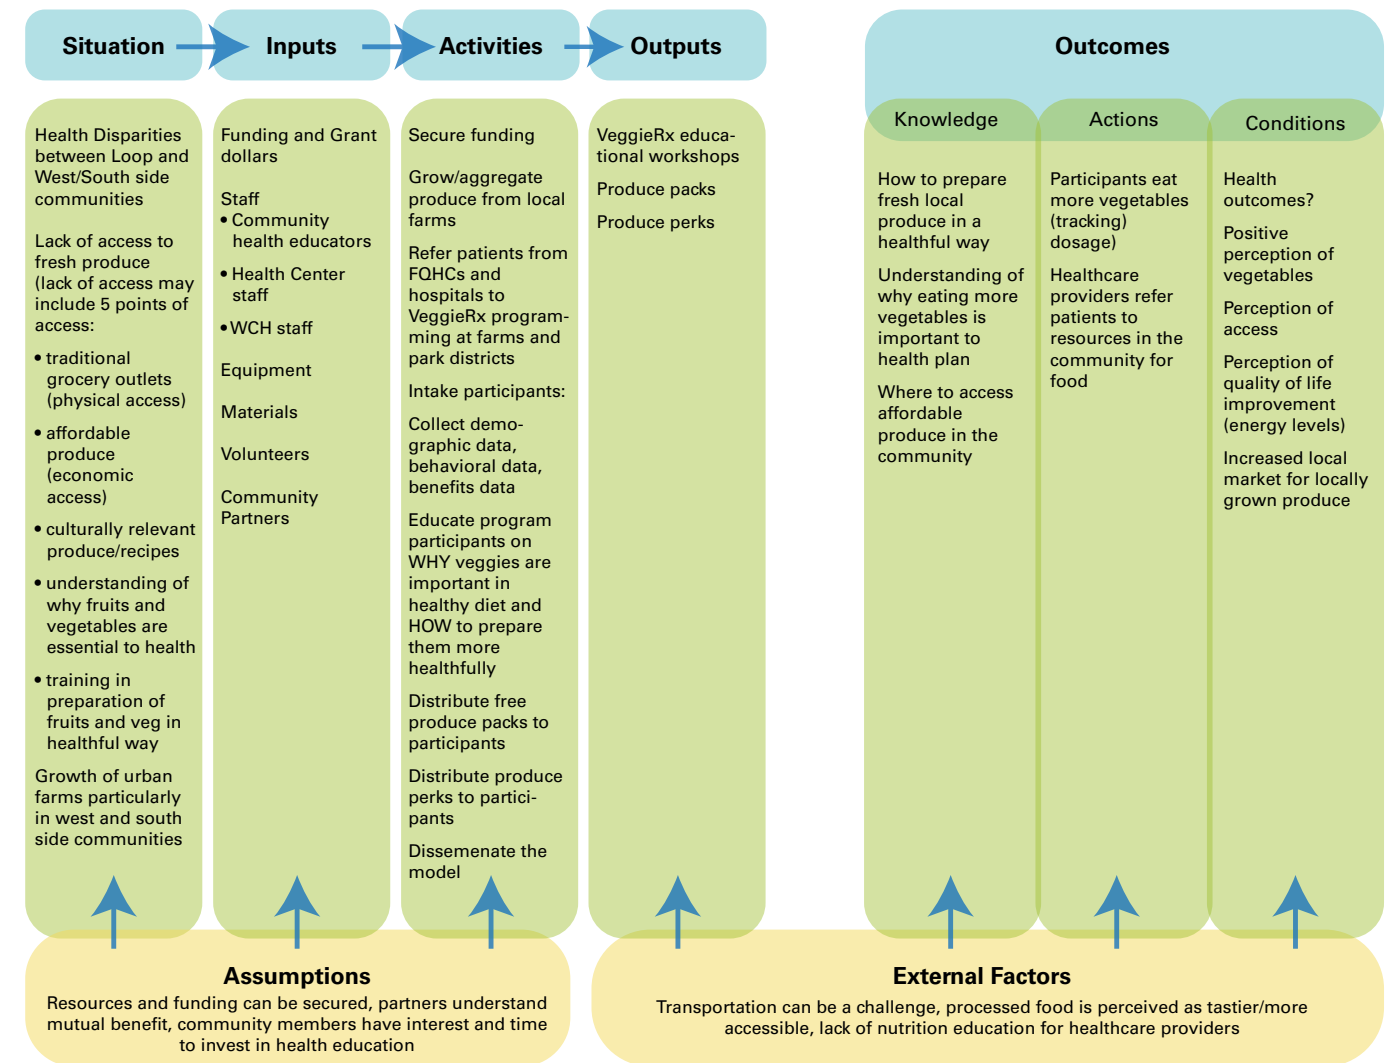 Situation
Inputs
Activities
Outputs
Outcomes
Health Disparities
between Loop and
West/South side
communities
Lack of access to
fresh produce
(lack of access may
include 5 points of
access:
• traditional
grocery outlets
(physical access)
• affordable
produce
(economic
access)
• culturally relevant
produce/recipes
• understanding of
why fruits and
vegetables are
essential to health
• training in
preparation of
fruits and veg in
healthful way
Growth of urban
farms particularly
in west and south
side communities
Funding and Grant
dollars
Staff
• Community
health educators
• Health Center
staff
• WCH staff
Equipment
Materials
Volunteers
Community
Partners
Secure funding
Grow/aggregate
produce from local
farms
Refer patients from
FQHCs and
hospitals to
VeggieRx program-
ming at farms and
park districts
Intake participants:
Collect demo-
graphic data,
behavioral data,
benefits data
Educate program
participants on
WHY veggies are
important in
healthy diet and
HOW to prepare
them more
healthfully
Distribute free
produce packs to
participants
Distribute produce
perks to partici-
pants
Dissemenate the
model
VeggieRx educa-
tional workshops
Produce packs
Produce perks
Knowledge
How to prepare
fresh local
produce in a
healthful way
Understanding of
why eating more
vegetables is
important to
health plan
Where to access
affordable
produce in the
community
Actions
Participants eat
more vegetables
(tracking)
dosage)
Healthcare
providers refer
patients to
resources in the
community for
food
Conditions
Health
outcomes?
Positive
perception of
vegetables
Perception of
access
Perception of
quality of life
improvement
(energy levels)
Increased local
market for locally
grown produce
Assumptions
Resources and funding can be secured, partners understand
mutual benefit, community members have interest and time
to invest in health education
External Factors
Transportation can be a challenge, processed food is perceived as tastier/more
accessible, lack of nutrition education for healthcare providers